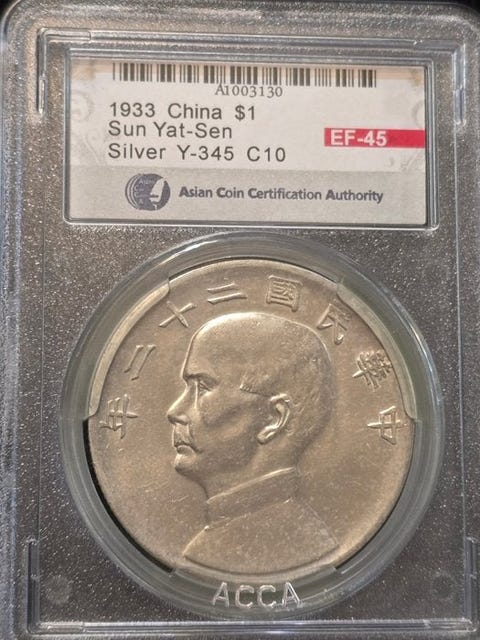 A1003130
1933 China $1
Sun Yat-Sen
EF-45
Silver Y-345 C10
Asian Coin Certification Authority
年二十二國民華中
ACCA